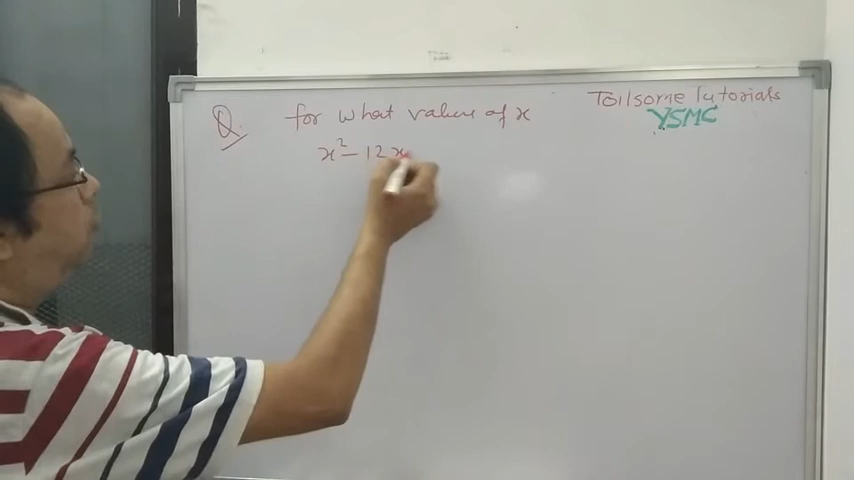 Q for what value of x
x² - 12x
Toilsome Tutorials
YSMC